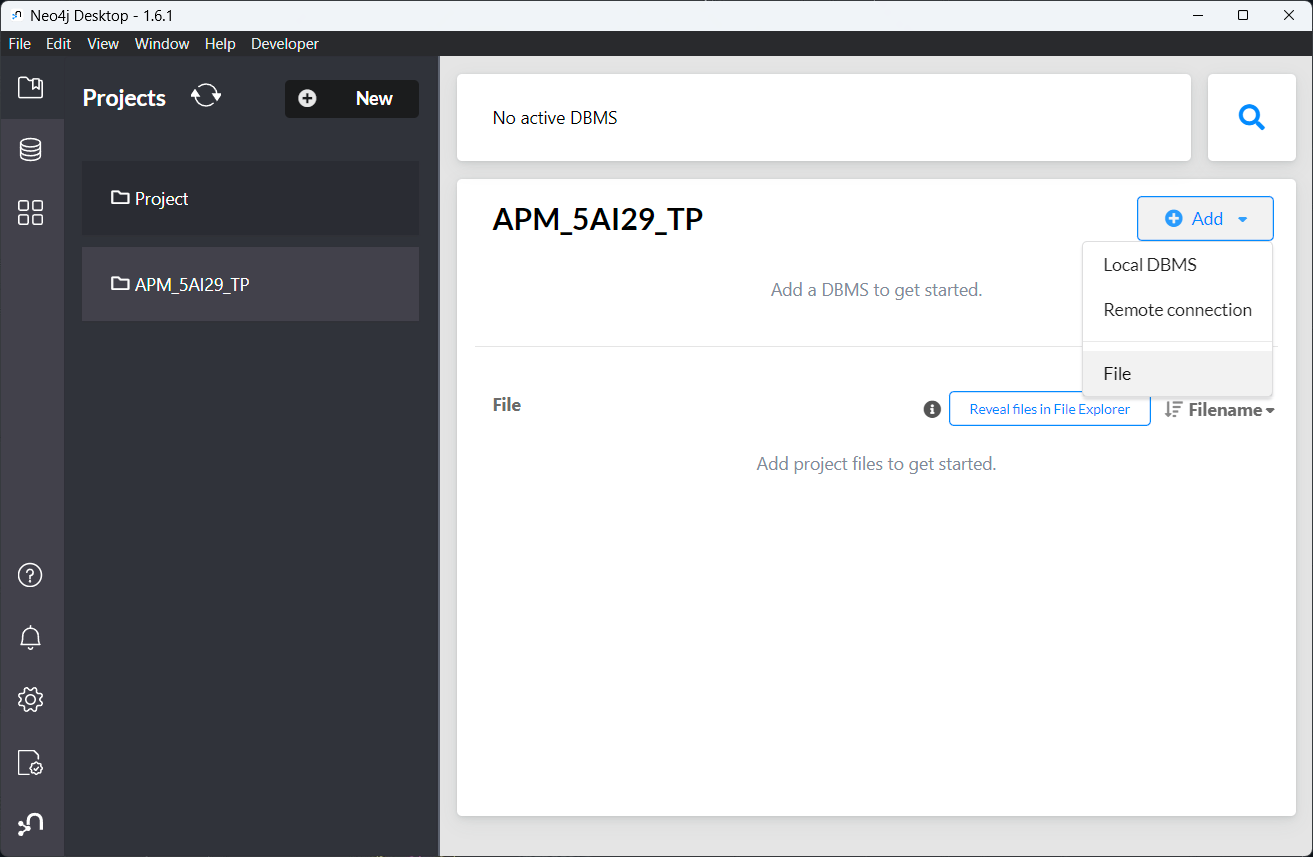 Neo4j Desktop - 1.6.1
File Edit View Window Help Developer
Projects
New
Project
APM_5AI29_TP
No active DBMS
APM_5AI29_TP
Add
Local DBMS
Remote connection
File
Add a DBMS to get started.
File
Reveal files in File Explorer
Filename
Add project files to get started.